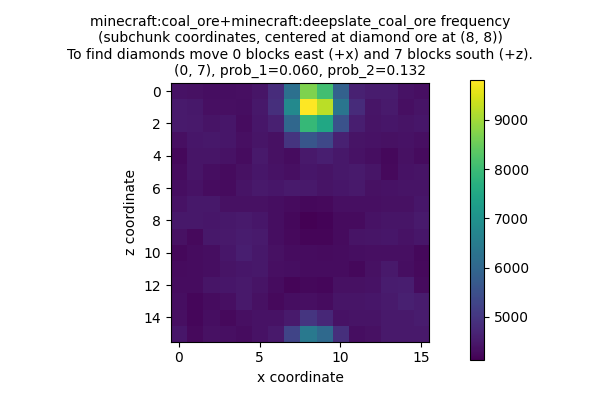 minecraft:coal_ore+minecraft:deepslate_coal_ore frequency
(subchunk coordinates, centered at diamond ore at (8, 8))
To find diamonds move 0 blocks east (+x) and 7 blocks south (+z).
(0, 7), prob_1=0.060, prob_2=0.132
0
2
4
6
8
10
12
14
z coordinate
0
5
10
15
x coordinate
9000
8000
7000
6000
5000